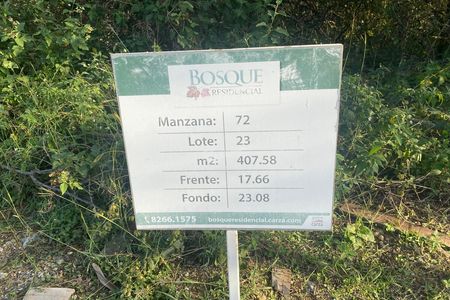 BOSQUE
RESIDENCIAL
Manzana: 72
Lote: 23
m2: 407.58
Frente: 17.66
Fondo: 23.08
8266.1575 bosqueresidencial.carza.com
carza